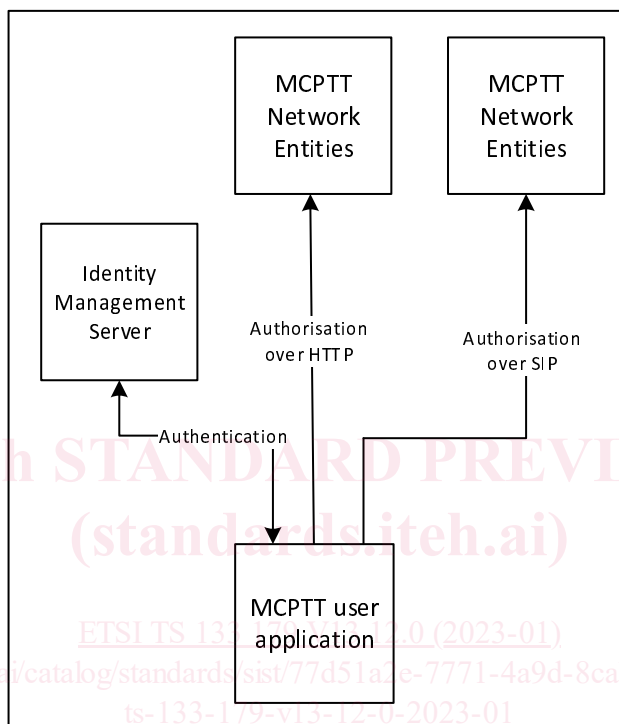 MCPTT
Network
Entities
MCPTT
Network
Entities
Identity
Management
Server
Authorisation
over HTTP
Authorisation
over SIP
Authentication
h STANDARD PREVI
(standards.iteh.ai)
MCPTT user
application
ETSI TS 133 179 V13.12.0 (2023-01)
ai/catalog/standards/sist/77d51a2e-7771-4a9d-8ca
ts-133-179-v13-12-0-2023-01